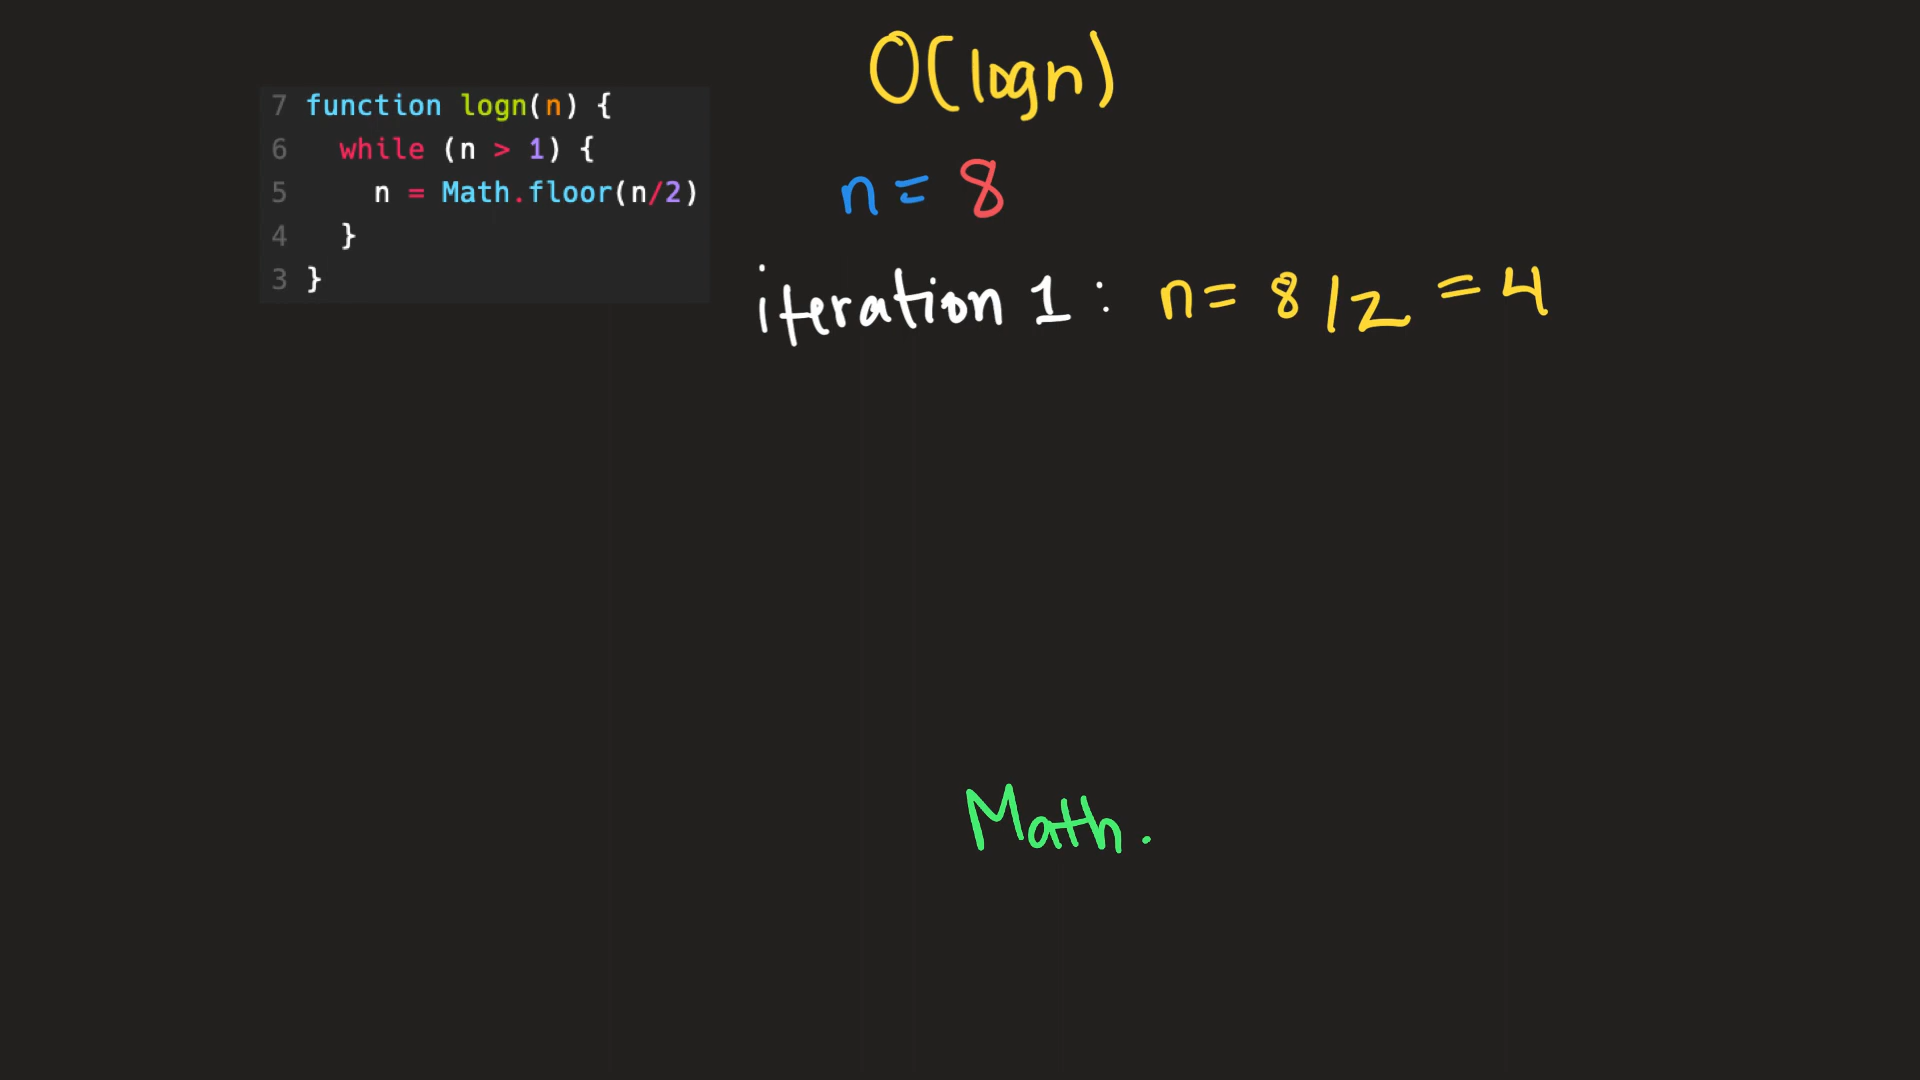 O(logn)
7 function logn(n) {
6 while (n > 1) {
5 n = Math.floor(n/2)
4 }
3 }
n = 8
iteration 1 : n = 8 / 2 = 4
Math.